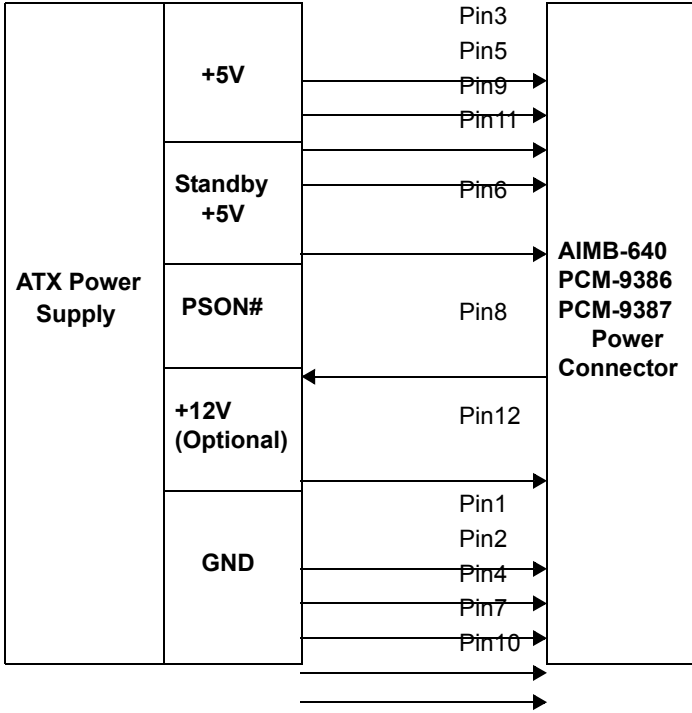 ATX Power
Supply
+5V
Standby
+5V
PSON#
+12V
(Optional)
GND
Pin3
Pin5
Pin9
Pin11
Pin6
Pin8
Pin12
Pin1
Pin2
Pin4
Pin7
Pin10
AIMB-640
PCM-9386
PCM-9387
Power
Connector